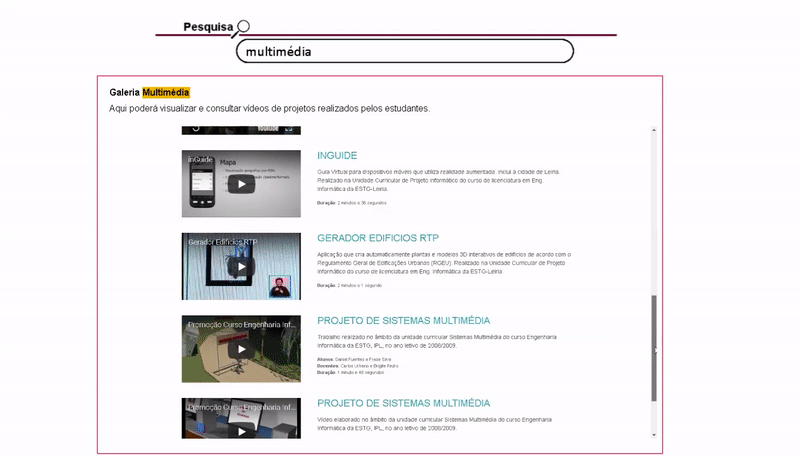 Pesquisa
multimédia
Galeria Multimédia
Aqui poderá visualizar e consultar vídeos de projetos realizados pelos estudantes.
YouTube
inGuide
Mapa
INGUIDE
Guia Virtual para dispositivos móveis que utiliza realidade aumentada. Inclui a cidade de Leiria.
Realizado na Unidade Curricular de Projeto Informático do curso de licenciatura em Eng.
Informática da ESTG-Leiria.
Duração: 2 minutos e 36 segundos
Gerador Edificios RTP
GERADOR EDIFICIOS RTP
Aplicação que cria automaticamente plantas e modelos 3D interativos de edifícios de acordo com o
Regulamento Geral de Edificações Urbanas (RGEU). Realizado na Unidade Curricular de Projeto
Informático do curso de licenciatura em Eng. Informática da ESTG-Leiria
Duração: 2 minutos e 1 segundo
Promoção Curso Engenharia Inf...
PROJETO DE SISTEMAS MULTIMÉDIA
Trabalho realizado no âmbito da unidade curricular Sistemas Multimédia do curso Engenharia
Informática da ESTG, IPL, no ano letivo de 2008/2009.
Alunos: Daniel Fuentes e
Docentes: Carlos Urbano e
Duração: 1 minuto e 48 segundos
Promoção Curso Engenharia Inf...
PROJETO DE SISTEMAS MULTIMÉDIA
Vídeo elaborado no âmbito da unidade curricular Sistemas Multimédia do curso Engenharia
Informática da ESTG, IPL, no ano letivo de 2008/2009.